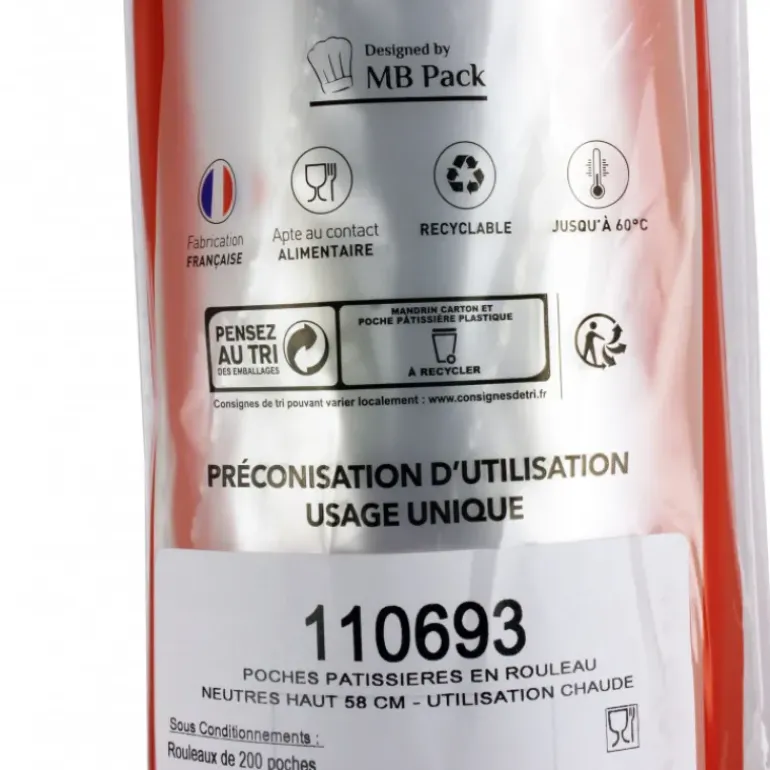 Designed by
MB Pack
Fabrication
FRANÇAISE
Apte au contact
ALIMENTAIRE
RECYCLABLE
JUSQU'À 60°C
PENSEZ
AU TRI
DES EMBALLAGES
MANDRIN CARTON ET
POCHE PÂTISSIÈRE PLASTIQUE
À RECYCLER
Consignes de tri pouvant varier localement : www.consignesdetri.fr
PRÉCONISATION D'UTILISATION
USAGE UNIQUE
110693
POCHES PATISSIERES EN ROULEAU
NEUTRES HAUT 58 CM - UTILISATION CHAUDE
Sous Conditionnements :
Rouleaux de 200 poches